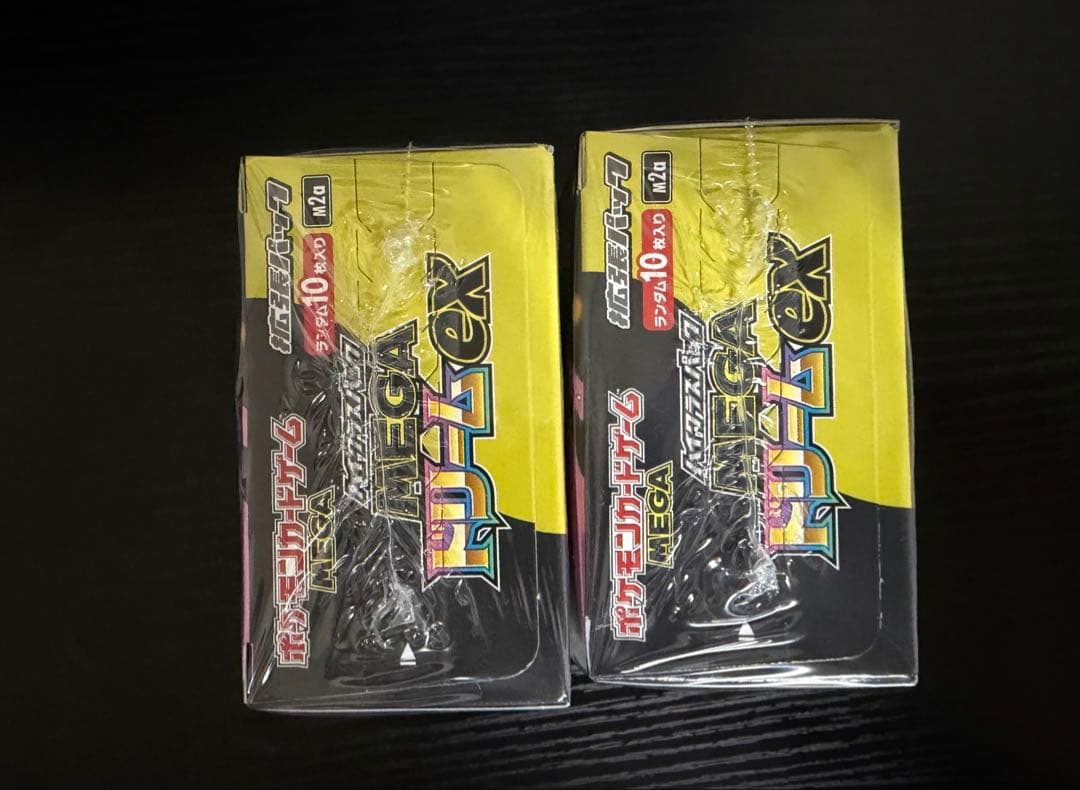 拡張パック
M2a
ランダム10枚入り
ポケモンカードゲーム
MEGA
ハイクラスパック
MEGA
ドリームex
拡張パック
M2a
ランダム10枚入り
ポケモンカードゲーム
MEGA
ハイクラスパック
MEGA
ドリームex